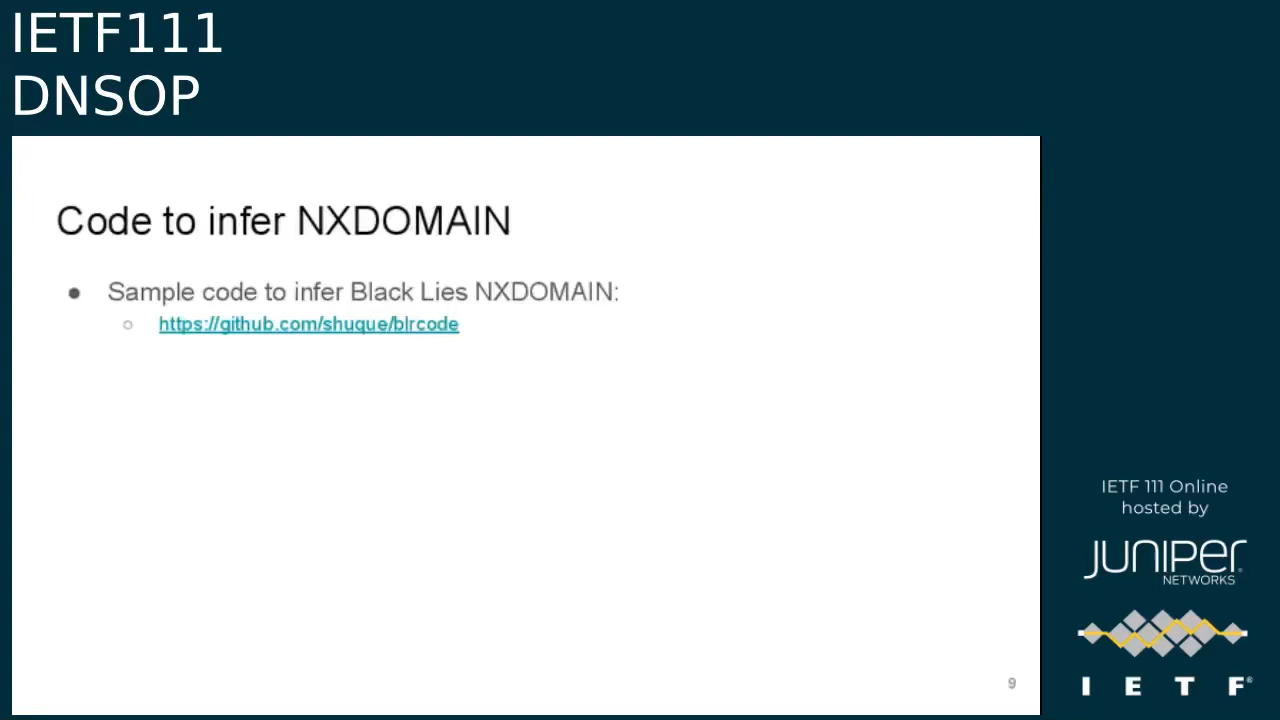 IETF111
DNSOP
Code to infer NXDOMAIN
● Sample code to infer Black Lies NXDOMAIN:
○ https://github.com/shuque/blrcode
9
IETF 111 Online
hosted by
JUNIPEr
NETWORKS
I E T F®